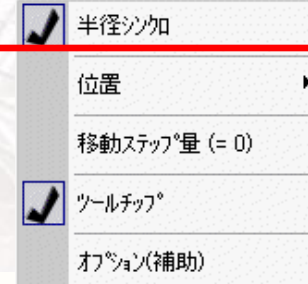 半径シンクロ
位置
移動ステップ量 (= 0)
ツールチップ
オプション(補助)